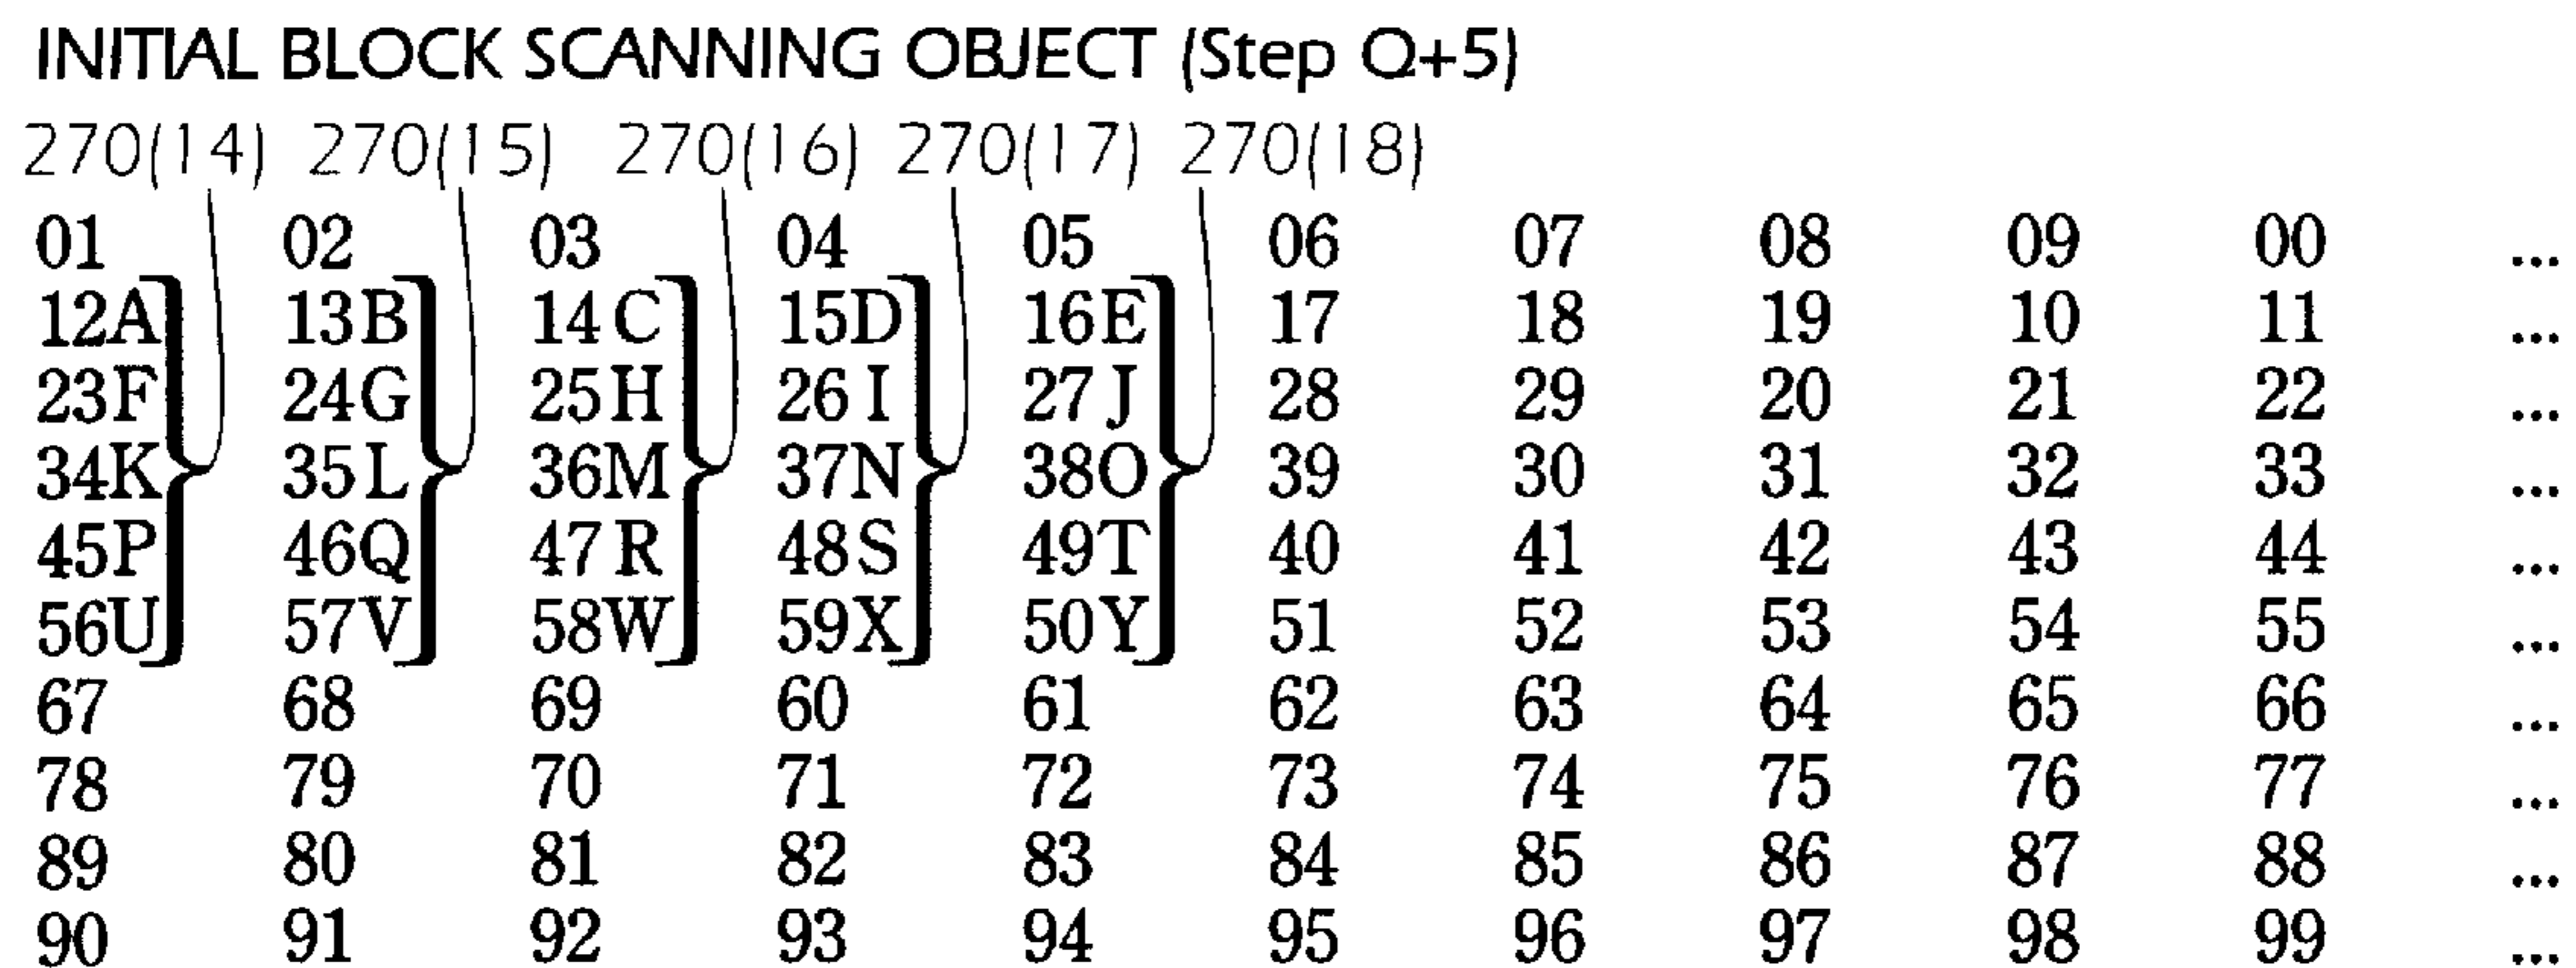 INITIAL BLOCK SCANNING OBJECT (Step Q+5)
270(14) 270(15) 270(16) 270(17) 270(18)
01 02 03 04 05 06 07 08 09 00 ...
12A 13B 14C 15D 16E 17 18 19 10 11 ...
23F 24G 25H 26I 27J 28 29 20 21 22 ...
34K 35L 36M 37N 38O 39 30 31 32 33 ...
45P 46Q 47R 48S 49T 40 41 42 43 44 ...
56U 57V 58W 59X 50Y 51 52 53 54 55 ...
67 68 69 60 61 62 63 64 65 66 ...
78 79 70 71 72 73 74 75 76 77 ...
89 80 81 82 83 84 85 86 87 88 ...
90 91 92 93 94 95 96 97 98 99 ...